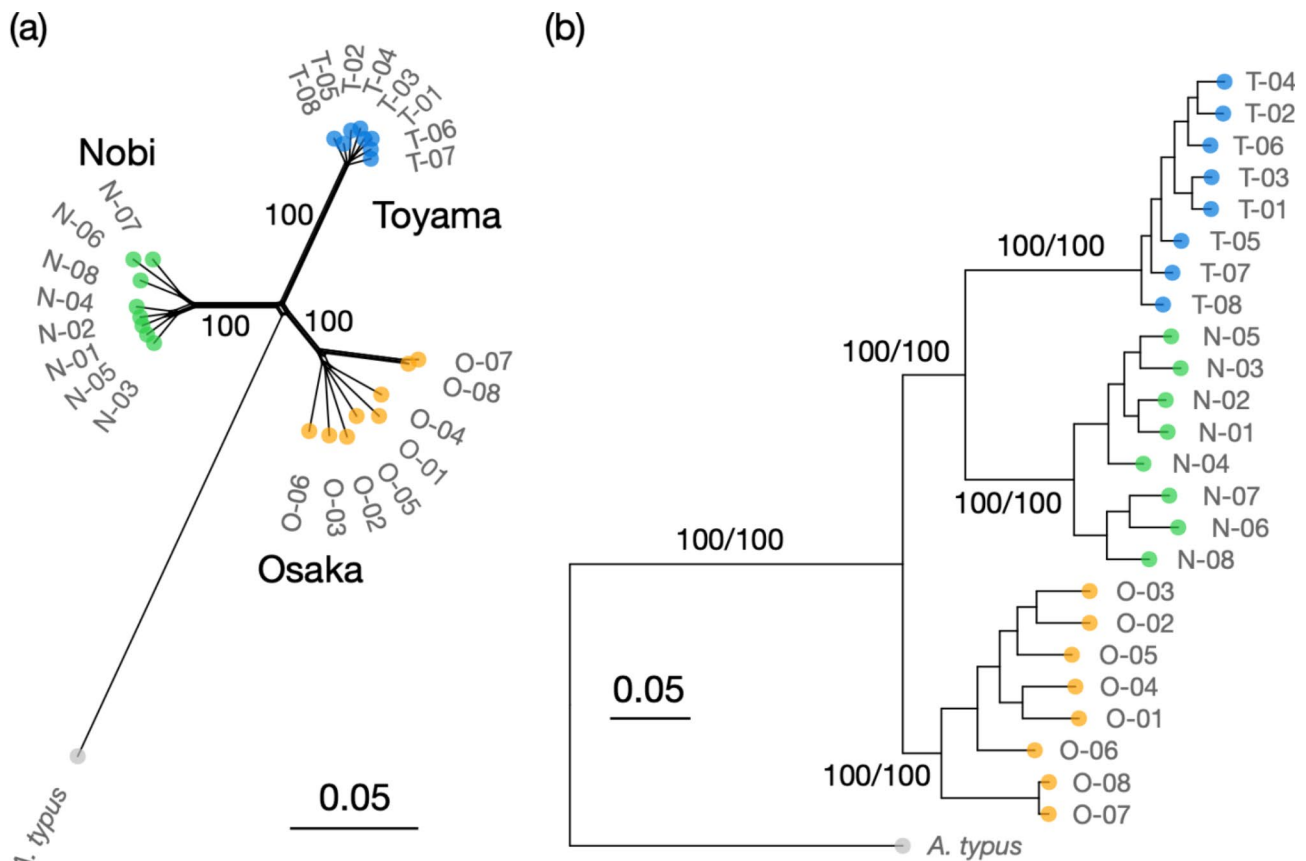 (a)
T-08
T-05
T-02
T-04
T-03
T-01
T-06
T-07
Nobi
N-07
N-06
N-08
N-04
N-02
N-01
N-05
N-03
100
Toyama
100
100
O-07
O-08
O-04
O-01
O-05
O-02
O-03
O-06
Osaka
0.05
A. typus
(b)
T-04
T-02
T-06
T-03
T-01
T-05
T-07
T-08
100/100
N-05
N-03
100/100
N-02
N-01
N-04
100/100
N-07
N-06
N-08
100/100
O-03
O-02
O-05
0.05
O-04
O-01
O-06
100/100
O-08
O-07
A. typus